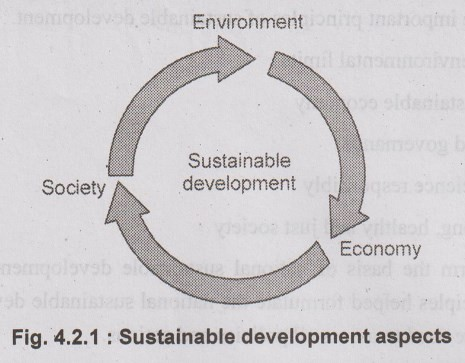 Environment
Sustainable
development
Society
Economy
Fig. 4.2.1 : Sustainable development aspects